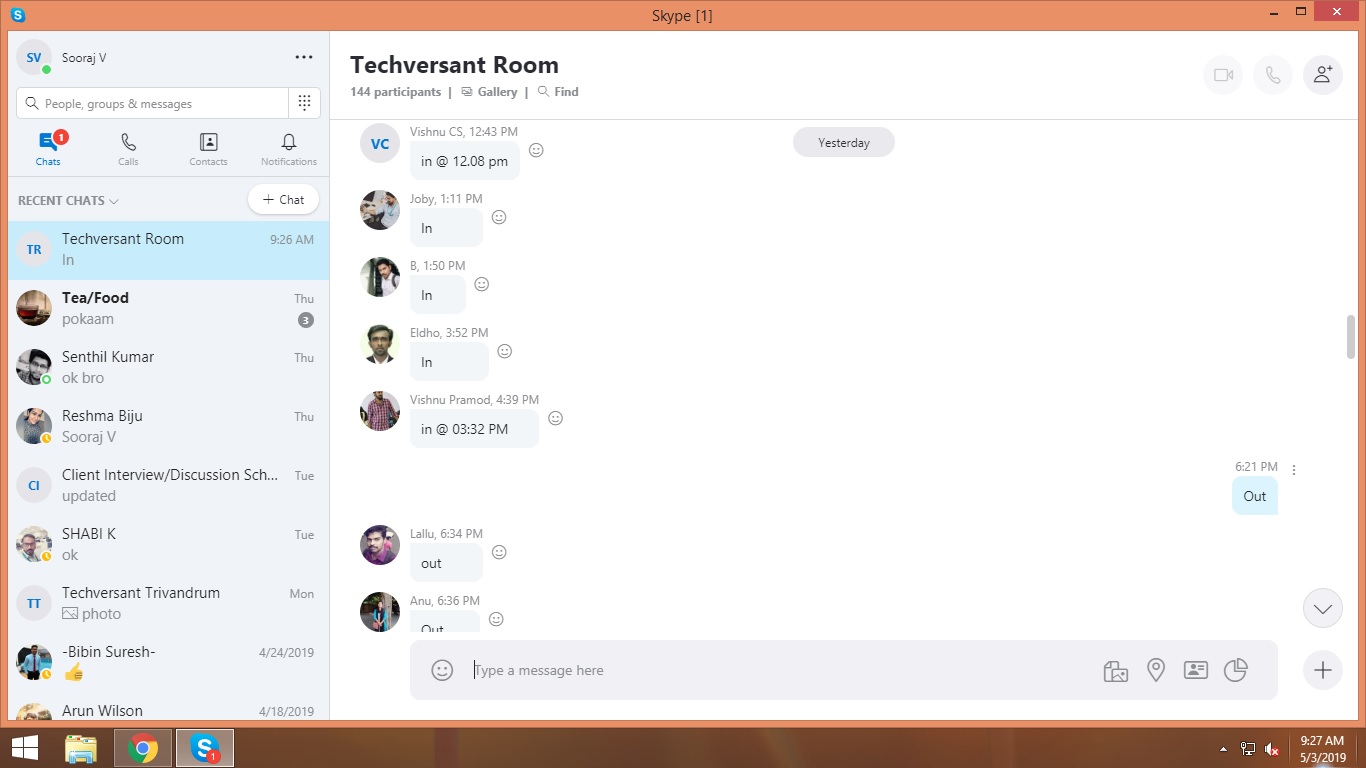 Skype [1]
SV
Sooraj V
People, groups & messages
1
Chats
Calls
Contacts
Notifications
RECENT CHATS
+ Chat
TR
Techversant Room
9:26 AM
In
Tea/Food
Thu
pokaam
3
Senthil Kumar
Thu
ok bro
Reshma Biju
Thu
Sooraj V
CI
Client Interview/Discussion Sch...
Tue
updated
SHABI K
Tue
ok
TT
Techversant Trivandrum
Mon
photo
-Bibin Suresh-
4/24/2019
Arun Wilson
4/18/2019
Techversant Room
144 participants | Gallery | Find
Yesterday
VC
Vishnu CS, 12:43 PM
in @ 12.08 pm
Joby, 1:11 PM
In
B, 1:50 PM
In
Eldho, 3:52 PM
In
Vishnu Pramod, 4:39 PM
in @ 03:32 PM
6:21 PM
Out
Lallu, 6:34 PM
out
Anu, 6:36 PM
Out
Type a message here
S
1
9:27 AM
5/3/2019